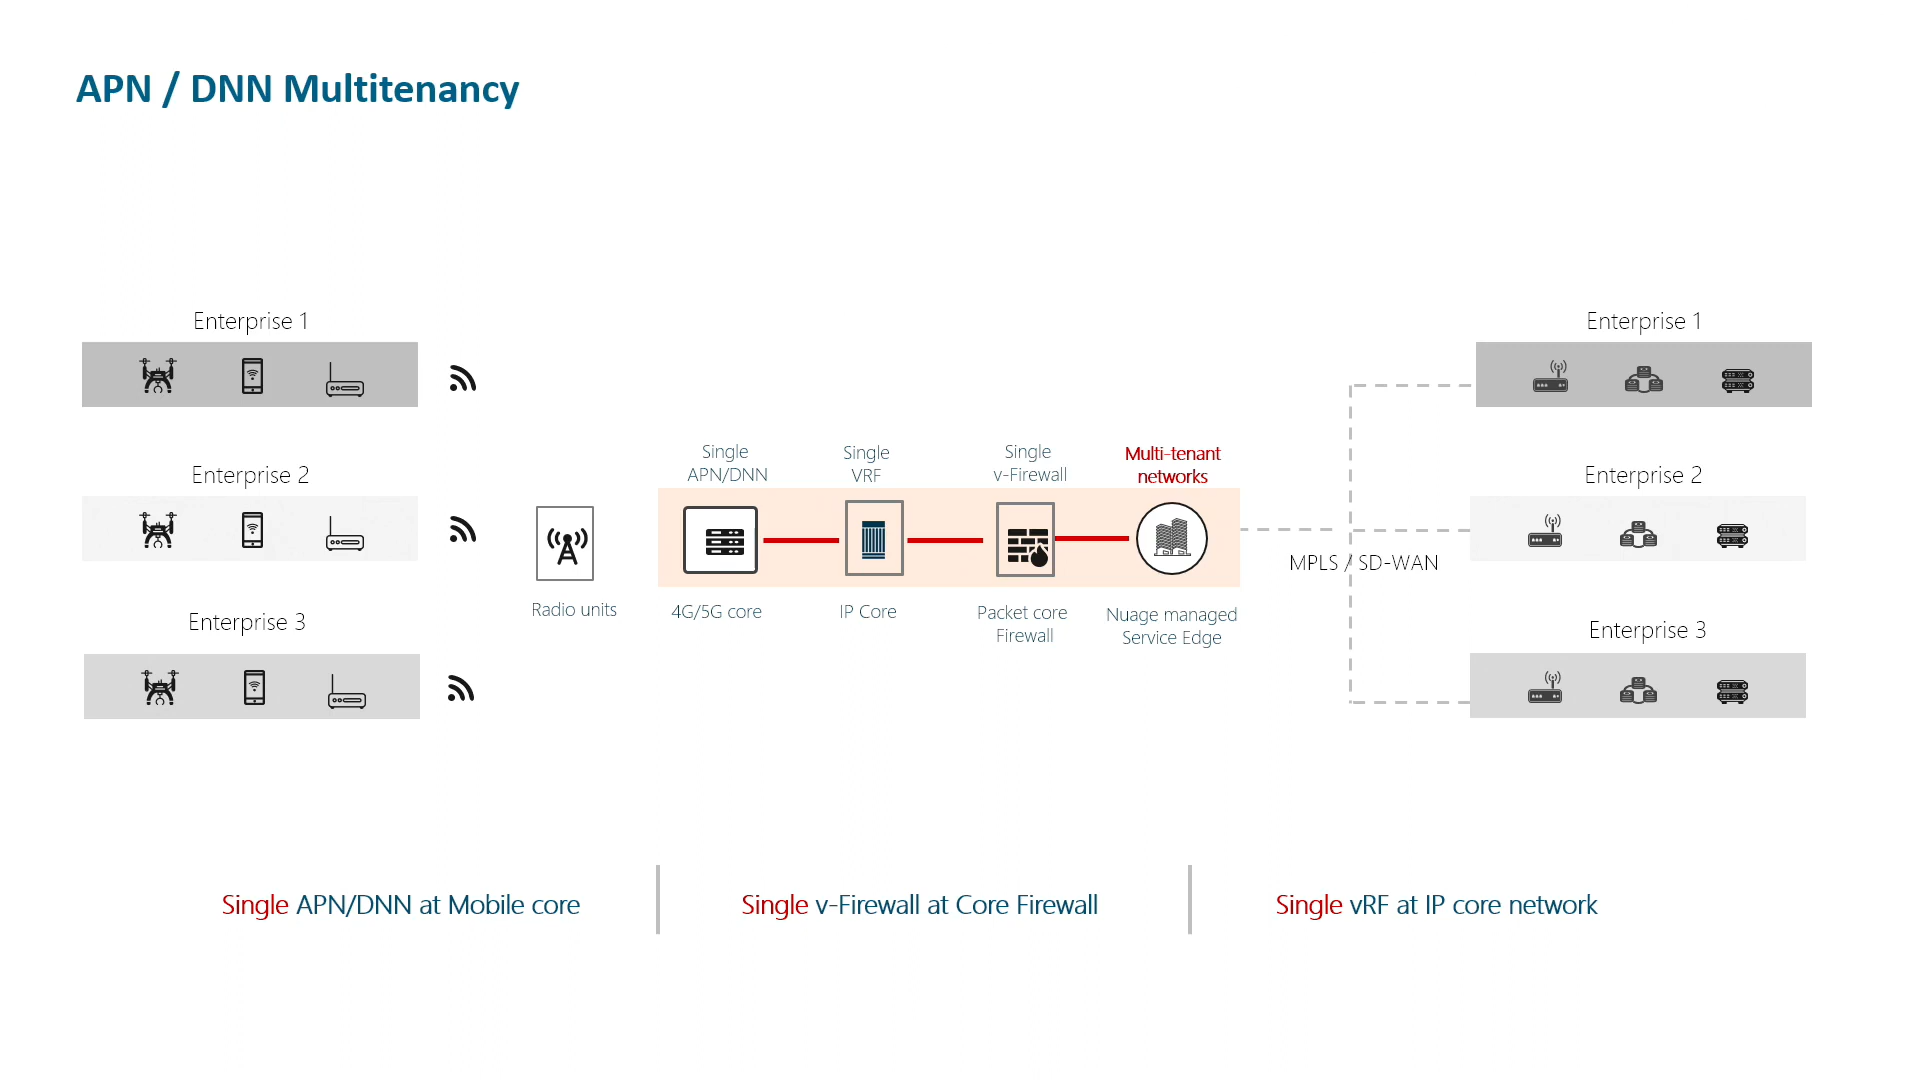 APN / DNN Multitenancy
Enterprise 1
Enterprise 2
Enterprise 3
Radio units
Single
APN/DNN
4G/5G core
Single
VRF
IP Core
Single
v-Firewall
Packet core
Firewall
Multi-tenant
networks
Nuage managed
Service Edge
MPLS / SD-WAN
Enterprise 1
Enterprise 2
Enterprise 3
Single APN/DNN at Mobile core
Single v-Firewall at Core Firewall
Single vRF at IP core network